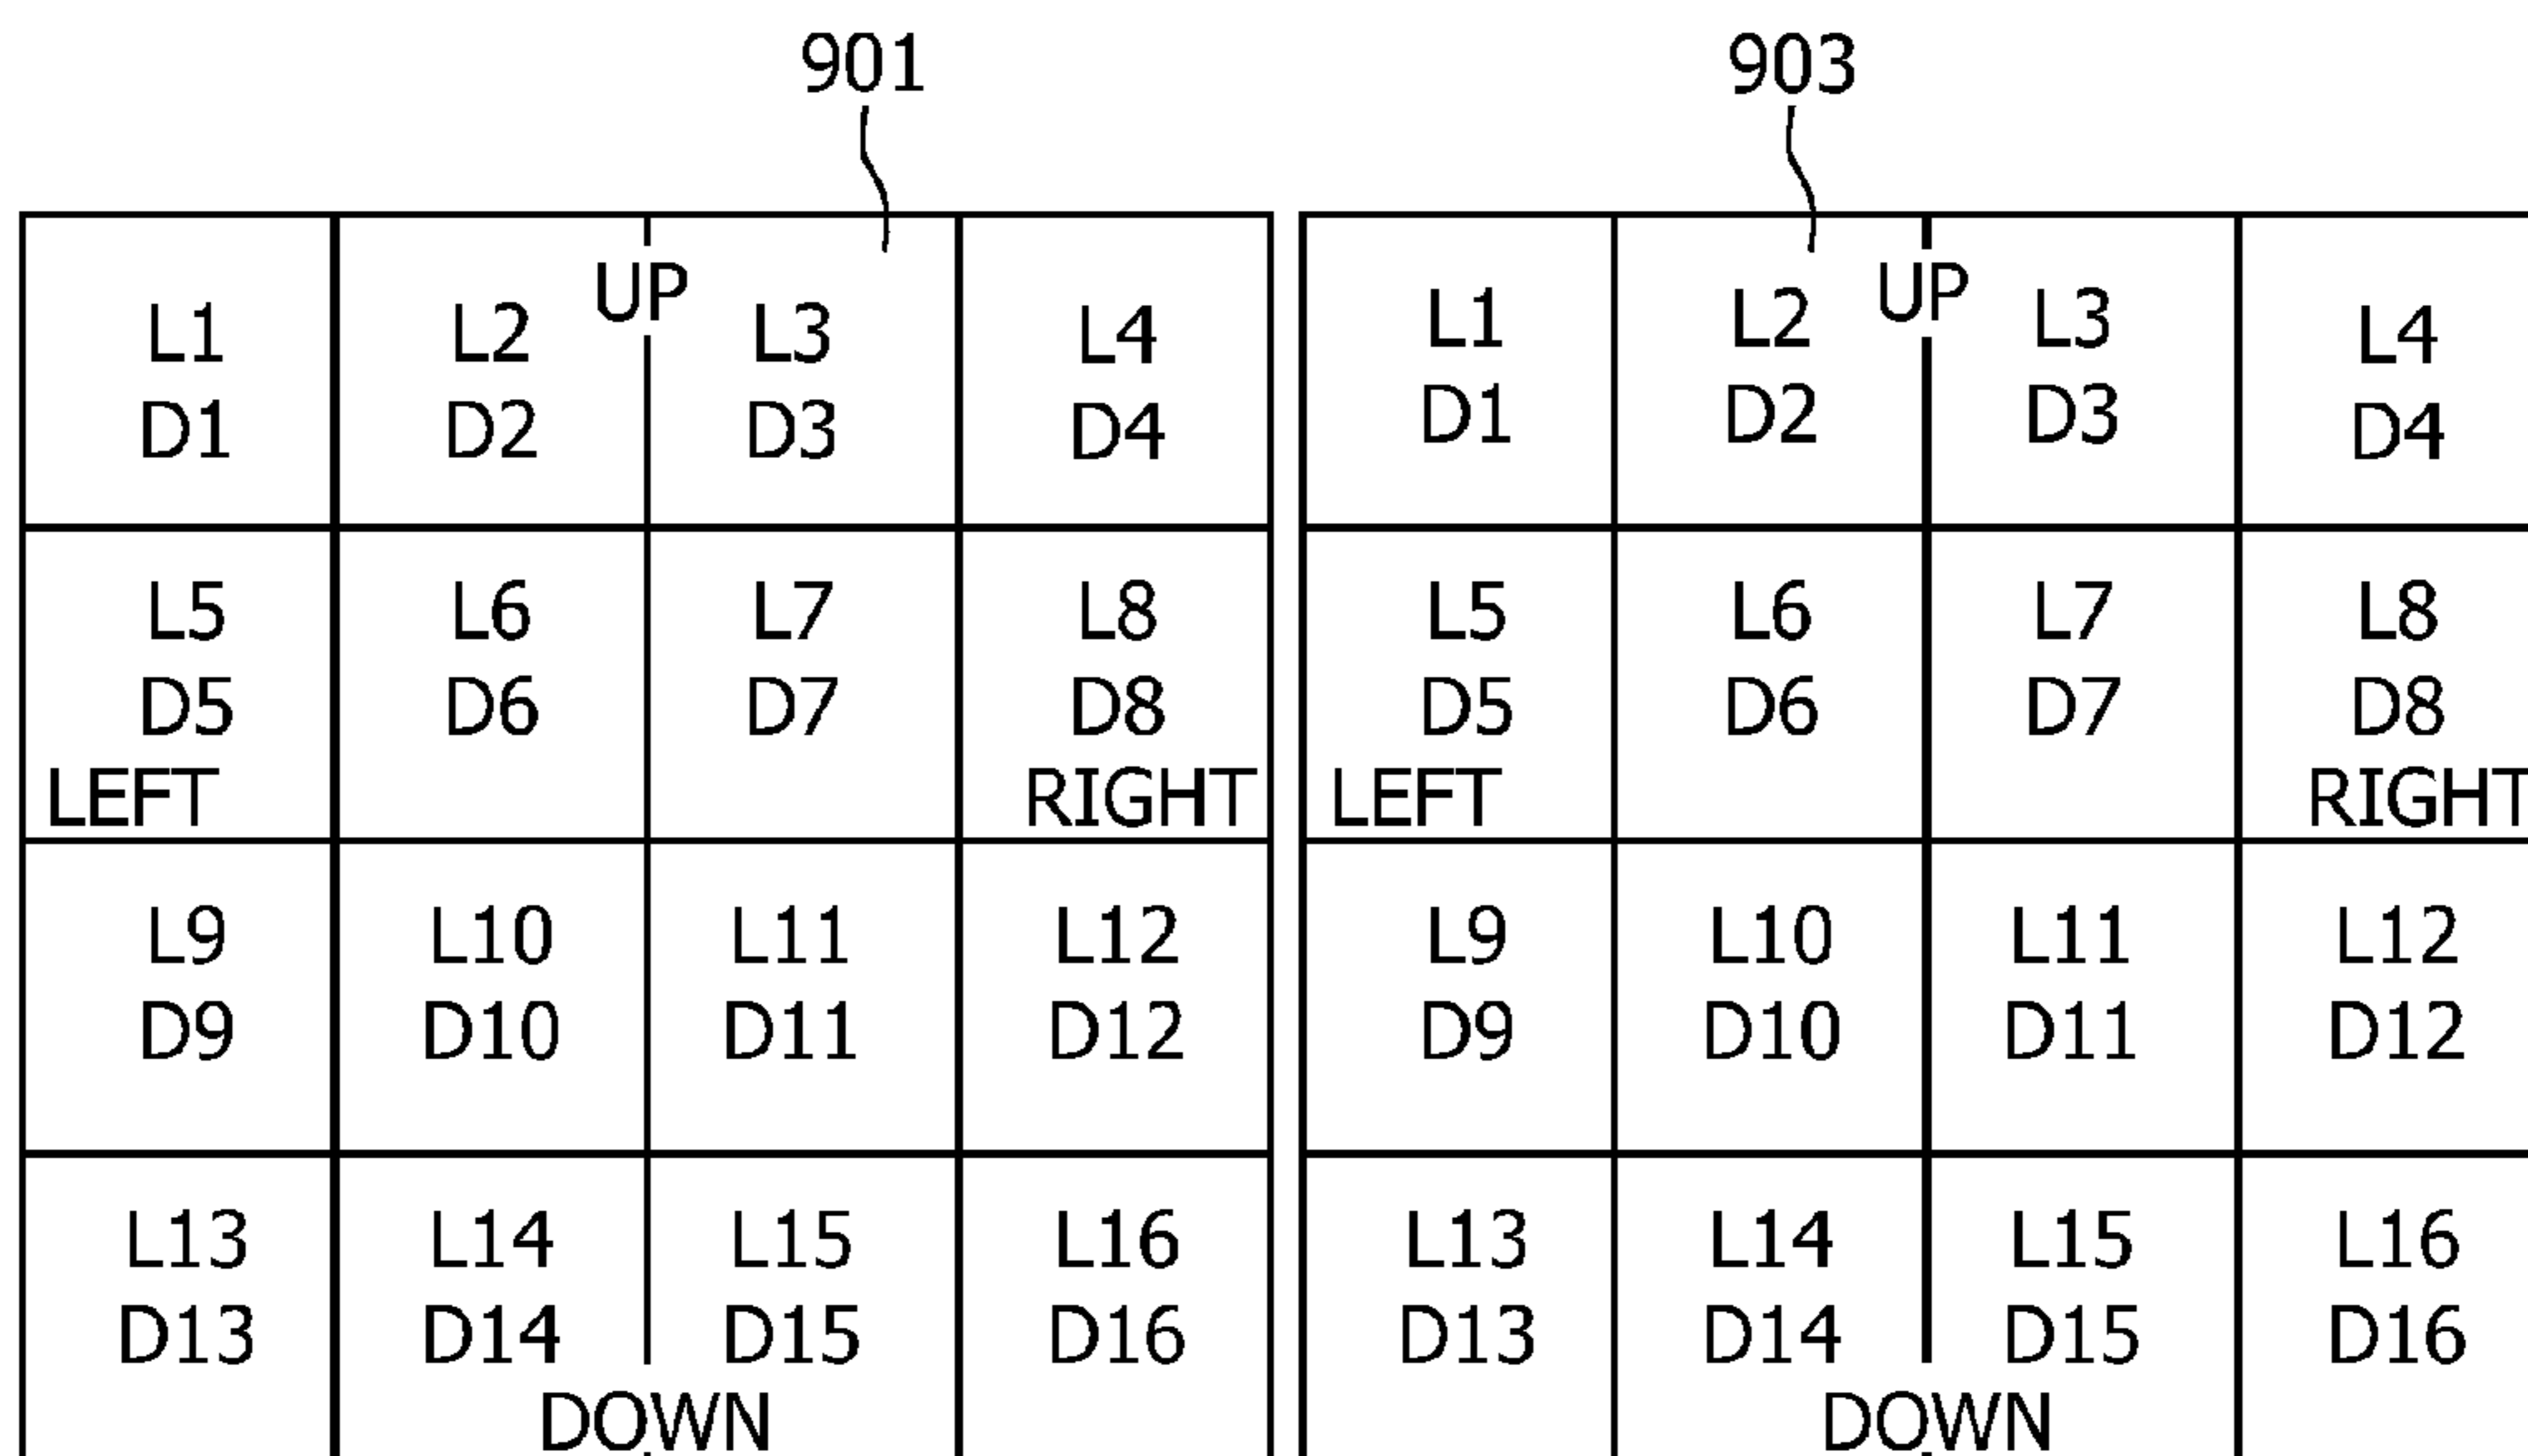 901 903
UP UP
L1 L2 L3 L4 L1 L2 L3 L4
D1 D2 D3 D4 D1 D2 D3 D4
L5 L6 L7 L8 L5 L6 L7 L8
D5 D6 D7 D8 D5 D6 D7 D8
LEFT RIGHT LEFT RIGHT
L9 L10 L11 L12 L9 L10 L11 L12
D9 D10 D11 D12 D9 D10 D11 D12
L13 L14 L15 L16 L13 L14 L15 L16
D13 D14 D15 D16 D13 D14 D15 D16
DOWN DOWN